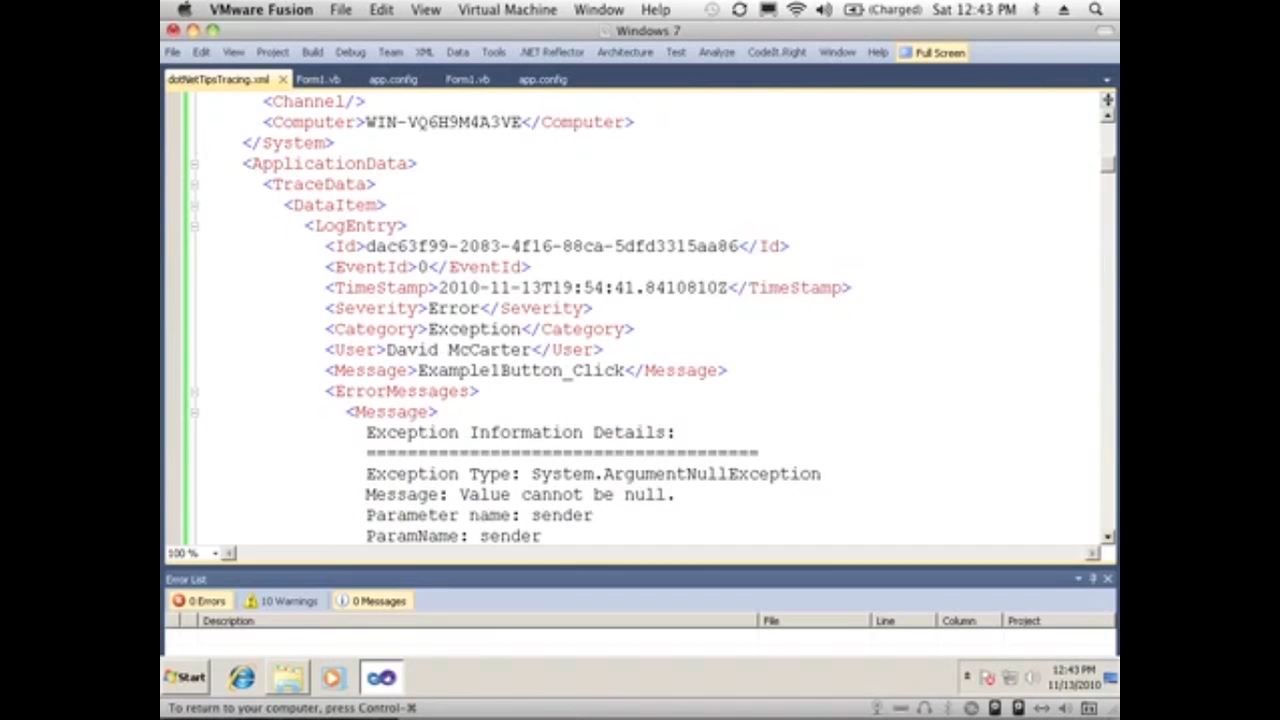 VMware Fusion File Edit View Virtual Machine Window Help (Charged) Sat 12:43 PM
Windows 7
File Edit View Project Build Debug Team XML Data Tools .NET Reflector Architecture Test Analyze CodeIt.Right Window Help Full Screen
dotNetTipsTracing.xml Form1.vb app.config Form1.vb app.config
<Channel/>
<Computer>WIN-VQ6H9M4A3VE</Computer>
</System>
<ApplicationData>
<TraceData>
<DataItem>
<LogEntry>
<Id>dac63f99-2083-4f16-88ca-5dfd3315aa86</Id>
<EventId>0</EventId>
<TimeStamp>2010-11-13T19:54:41.8410810Z</TimeStamp>
<Severity>Error</Severity>
<Category>Exception</Category>
<User>David McCarter</User>
<Message>Example1Button_Click</Message>
<ErrorMessages>
<Message>
Exception Information Details:
======================================
Exception Type: System.ArgumentNullException
Message: Value cannot be null.
Parameter name: sender
ParamName: sender
100 %
Error List
0 Errors 10 Warnings 0 Messages
Description File Line Column Project
Start 12:43 PM
11/13/2010
To return to your computer, press Control-⌘